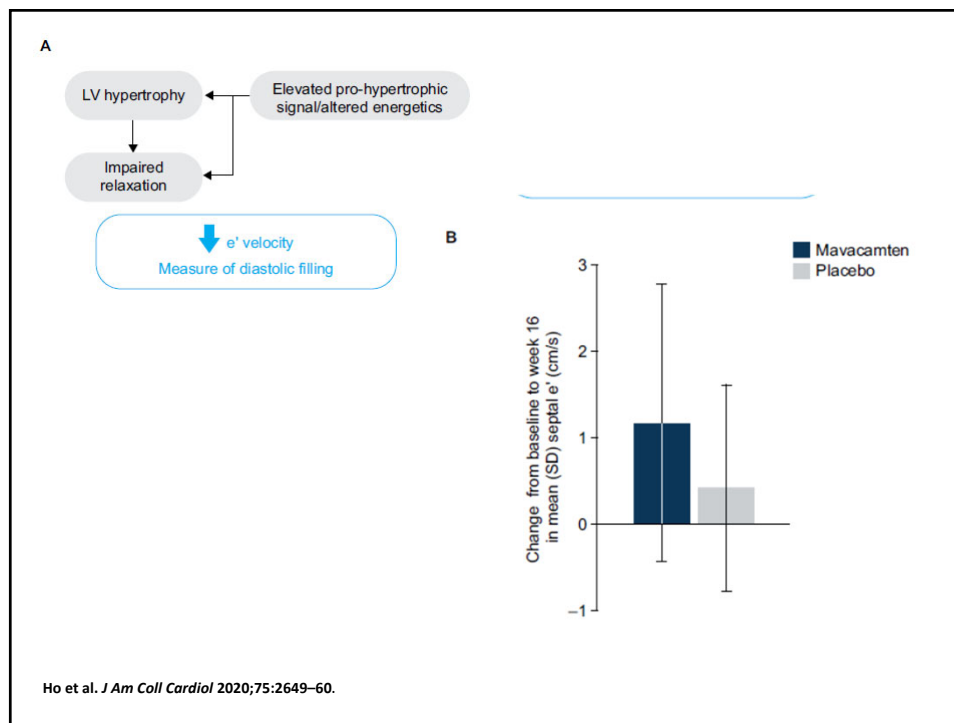 A
LV hypertrophy
Elevated pro-hypertrophic
signal/altered energetics
Impaired
relaxation
e' velocity
Measure of diastolic filling
B
Mavacamten
Placebo
Change from baseline to week 16
in mean (SD) septal e' (cm/s)
3
2
1
0
–1
Ho et al. J Am Coll Cardiol 2020;75:2649–60.